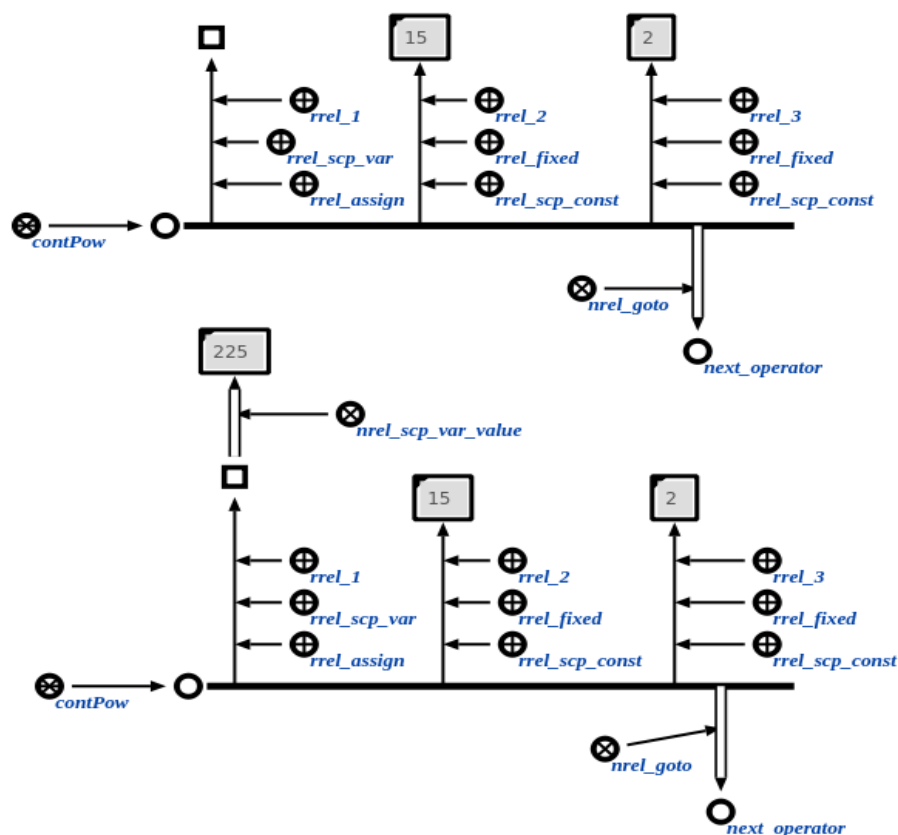 15
2
rrel_1
rrel_2
rrel_3
rrel_scp_var
rrel_fixed
rrel_fixed
rrel_assign
rrel_scp_const
rrel_scp_const
contPow
nrel_goto
225
next_operator
nrel_scp_var_value
15
2
rrel_1
rrel_2
rrel_3
rrel_scp_var
rrel_fixed
rrel_fixed
rrel_assign
rrel_scp_const
rrel_scp_const
contPow
nrel_goto
next_operator